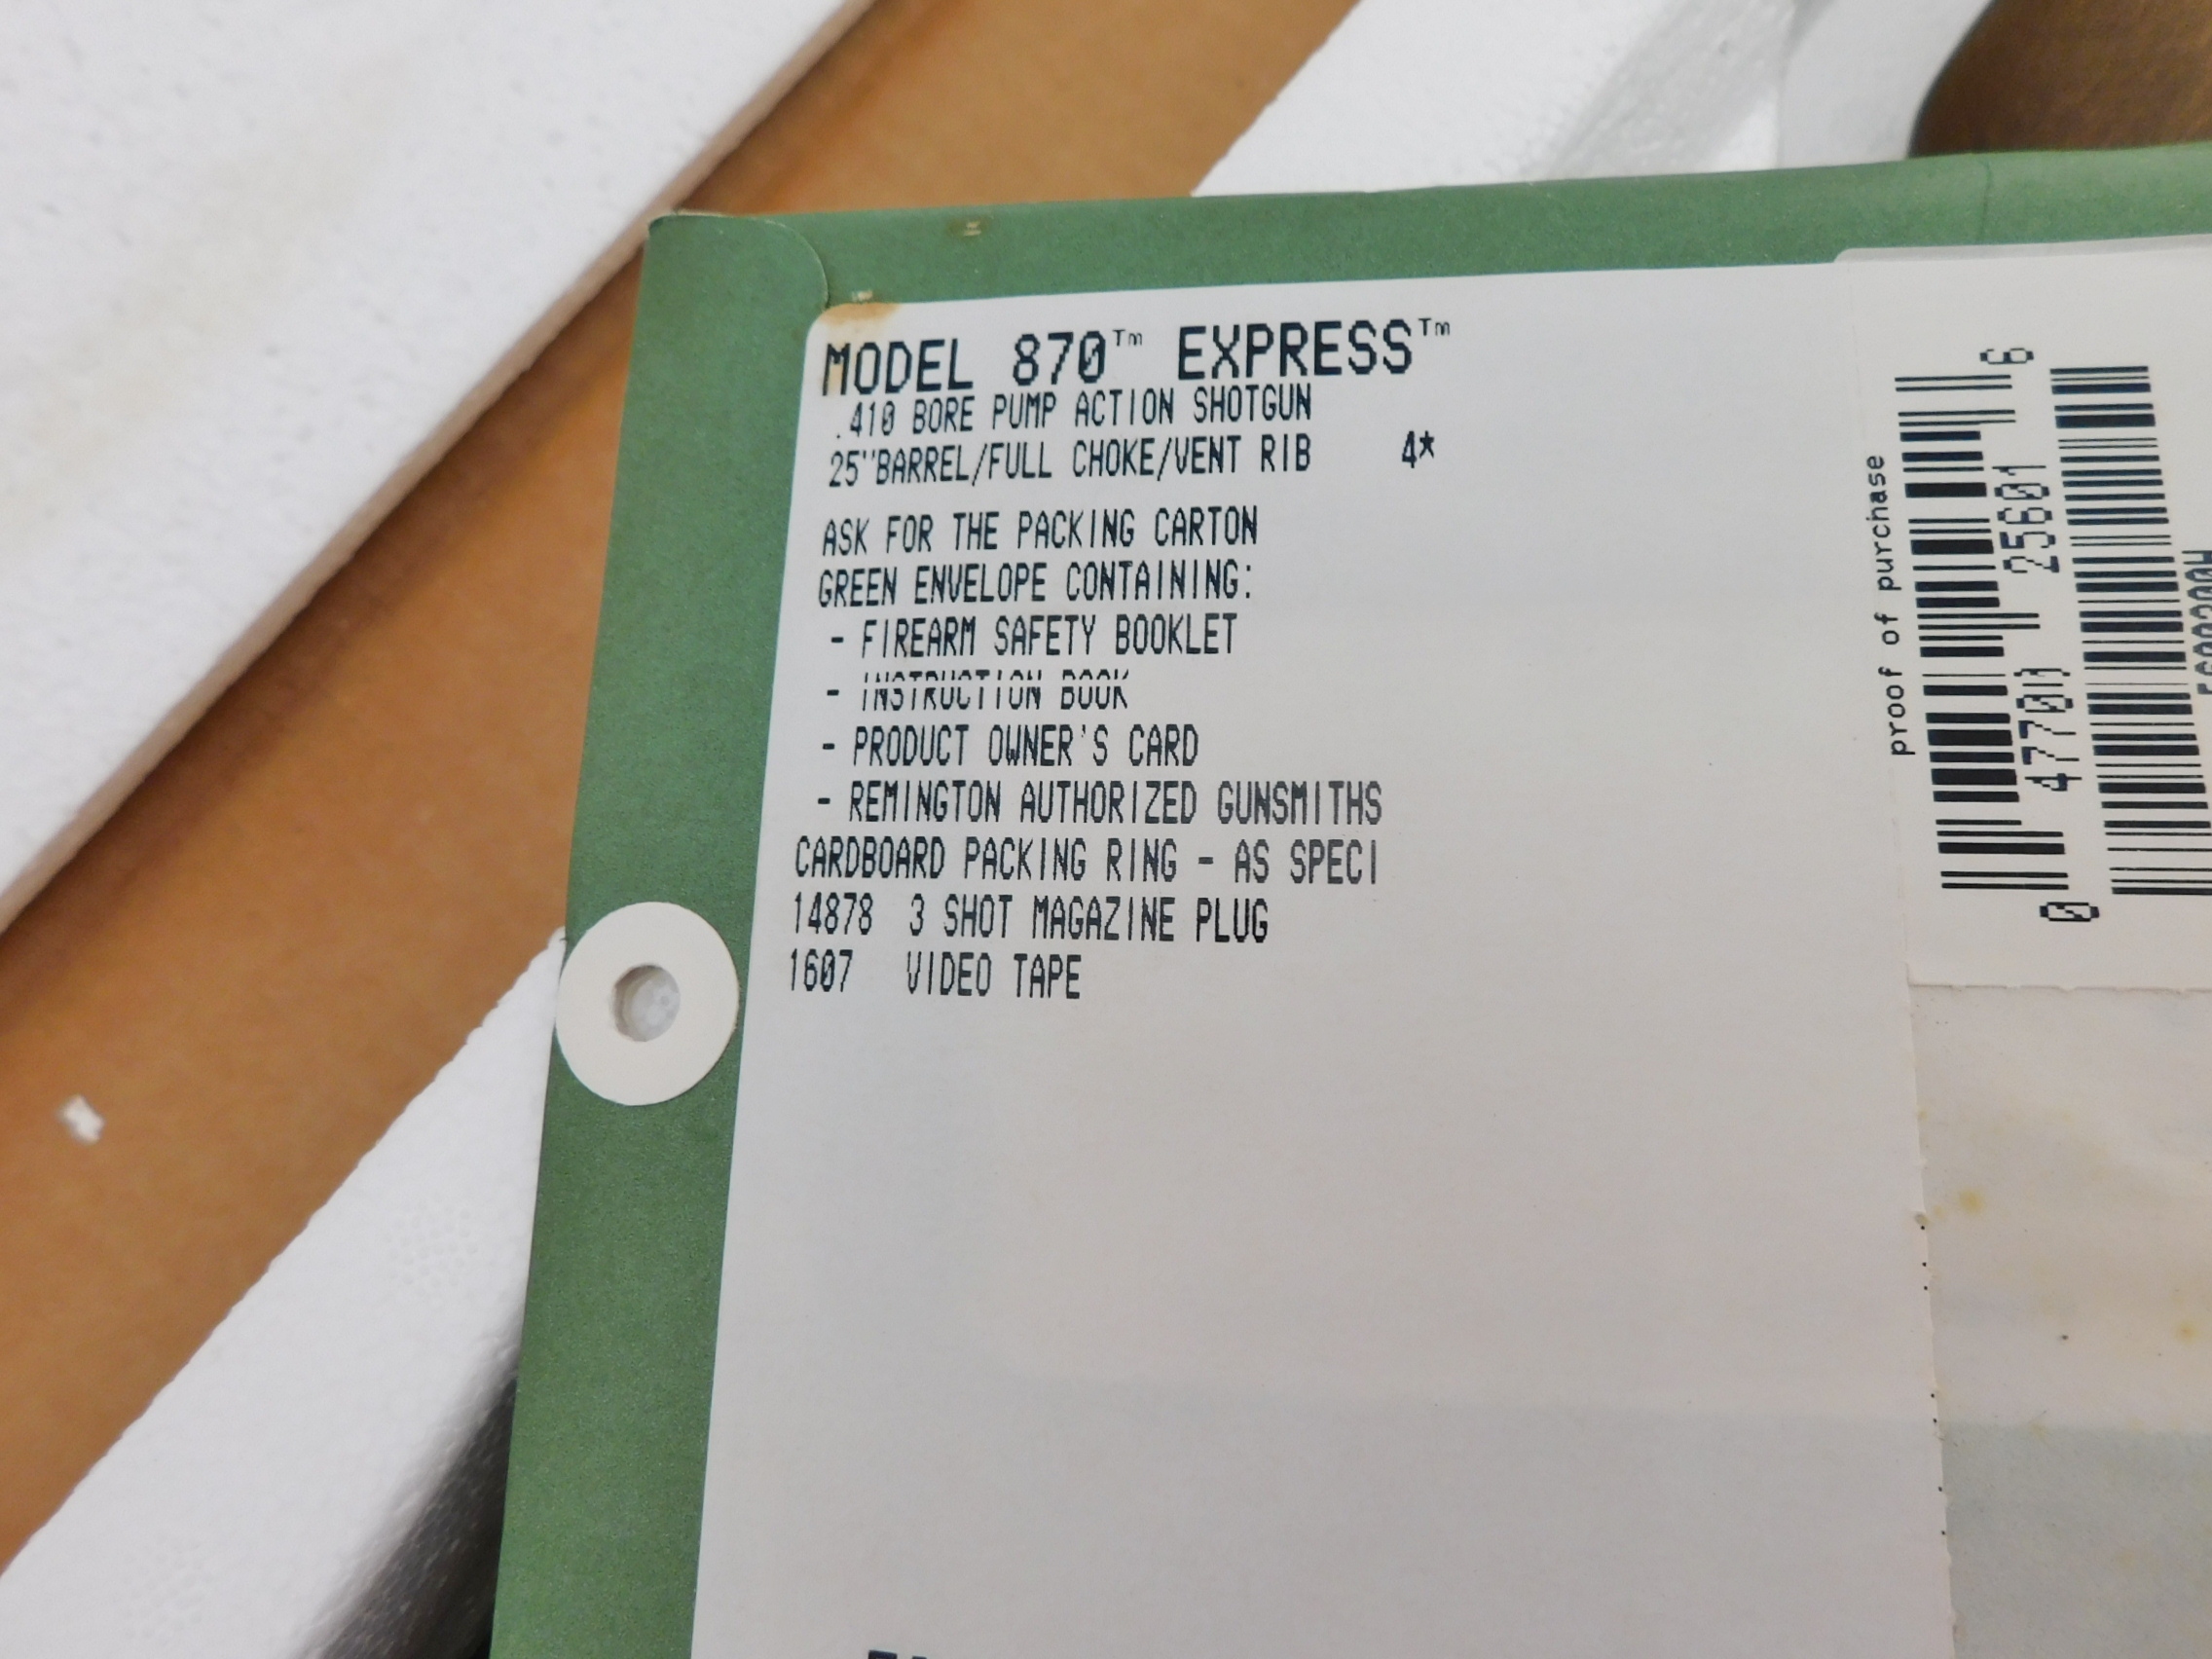 MODEL 870™ EXPRESS™
.410 BORE PUMP ACTION SHOTGUN
25"BARREL/FULL CHOKE/VENT RIB 4*
ASK FOR THE PACKING CARTON
GREEN ENVELOPE CONTAINING:
- FIREARM SAFETY BOOKLET
- INSTRUCTION BOOK
- PRODUCT OWNER'S CARD
- REMINGTON AUTHORIZED GUNSMITHS
CARDBOARD PACKING RING - AS SPECI
14878 3 SHOT MAGAZINE PLUG
1607 VIDEO TAPE
proof of purchase
0 47700 25601 6